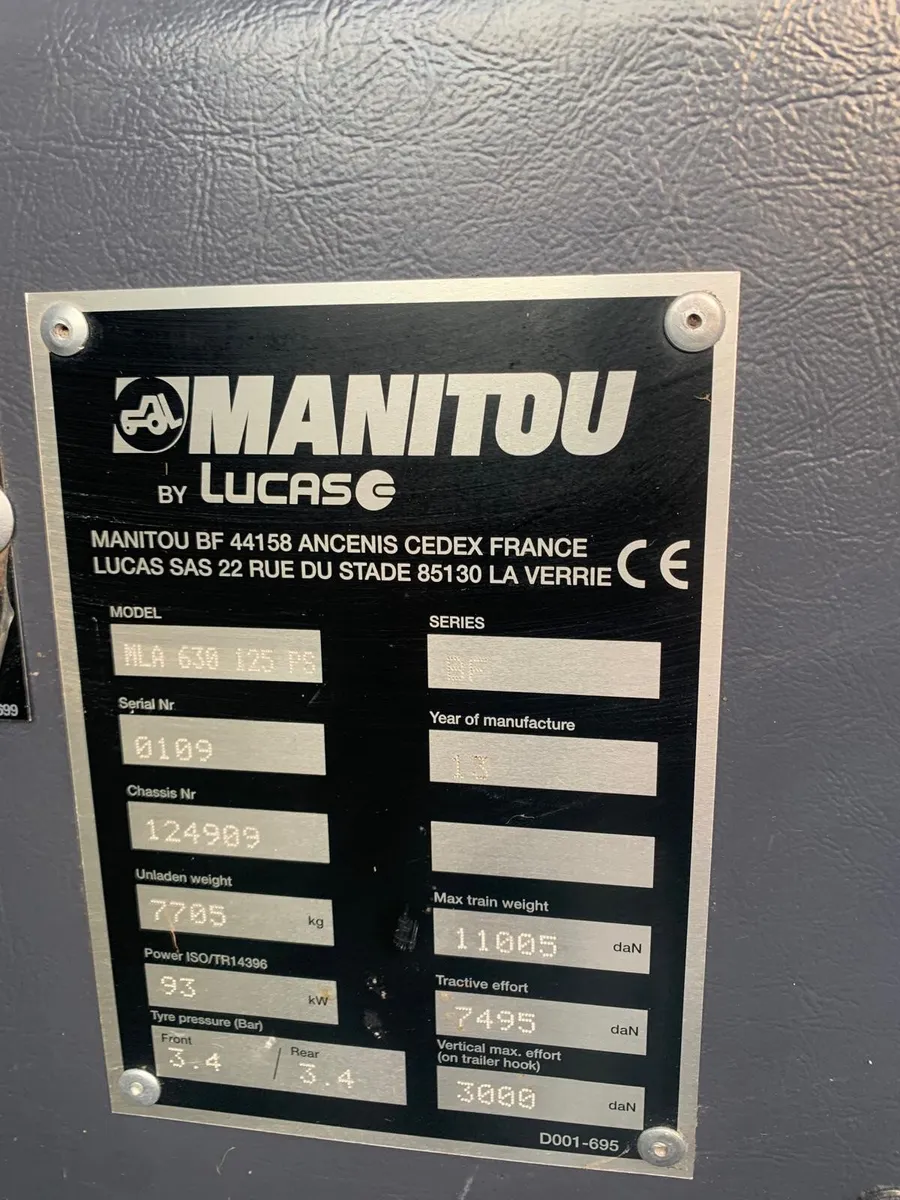 MANITOU
BY LUCAS G
MANITOU BF 44158 ANCENIS CEDEX FRANCE
LUCAS SAS 22 RUE DU STADE 85130 LA VERRIE CE
MODEL
MLA 630 125 PS
SERIES
Serial Nr
0109
Year of manufacture
13
Chassis Nr
124909
Unladen weight
7705 kg
Max train weight
11005 daN
Power ISO/TR14396
93 kW
Tractive effort
7495 daN
Tyre pressure (Bar)
Front Rear
3.4 / 3.4
Vertical max. effort
(on trailer hook)
3000 daN
D001-695
699